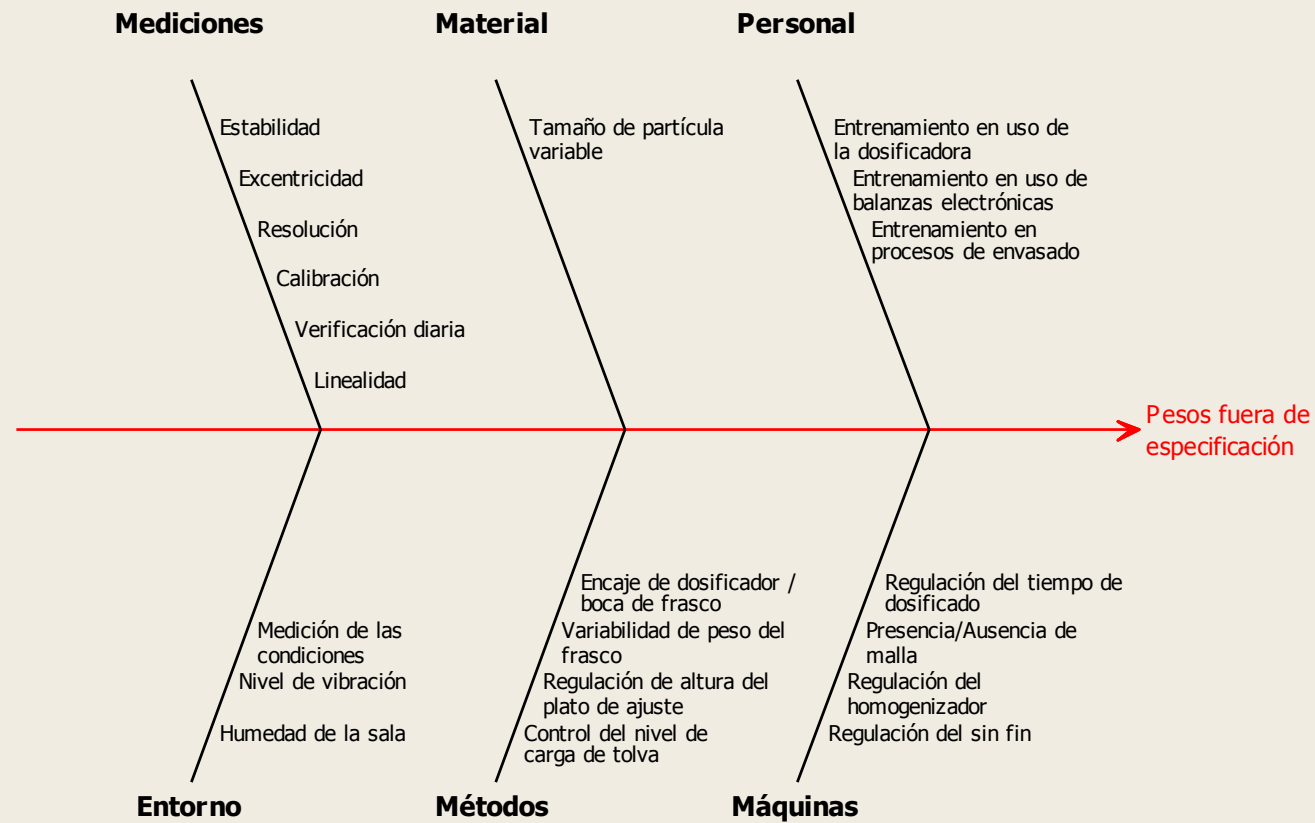 Mediciones
Material
Personal
Estabilidad
Excentricidad
Resolución
Calibración
Verificación diaria
Linealidad
Tamaño de partícula
variable
Entrenamiento en uso de
la dosificadora
Entrenamiento en uso de
balanzas electrónicas
Entrenamiento en
procesos de envasado
Pesos fuera de
especificación
Medición de las
condiciones
Nivel de vibración
Humedad de la sala
Encaje de dosificador /
boca de frasco
Variabilidad de peso del
frasco
Regulación de altura del
plato de ajuste
Control del nivel de
carga de tolva
Regulación del tiempo de
dosificado
Presencia/Ausencia de
malla
Regulación del
homogenizador
Regulación del sin fin
Entorno
Métodos
Máquinas